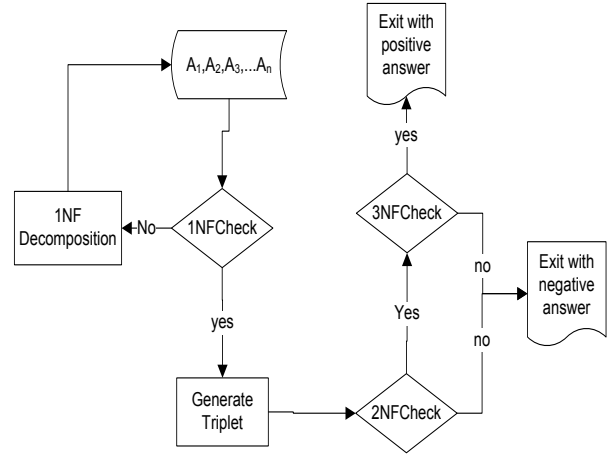 A1,A2,A3,...An
1NF
Decomposition
No
1NFCheck
yes
Generate
Triplet
2NFCheck
Yes
no
3NFCheck
no
yes
Exit with
positive
answer
Exit with
negative
answer